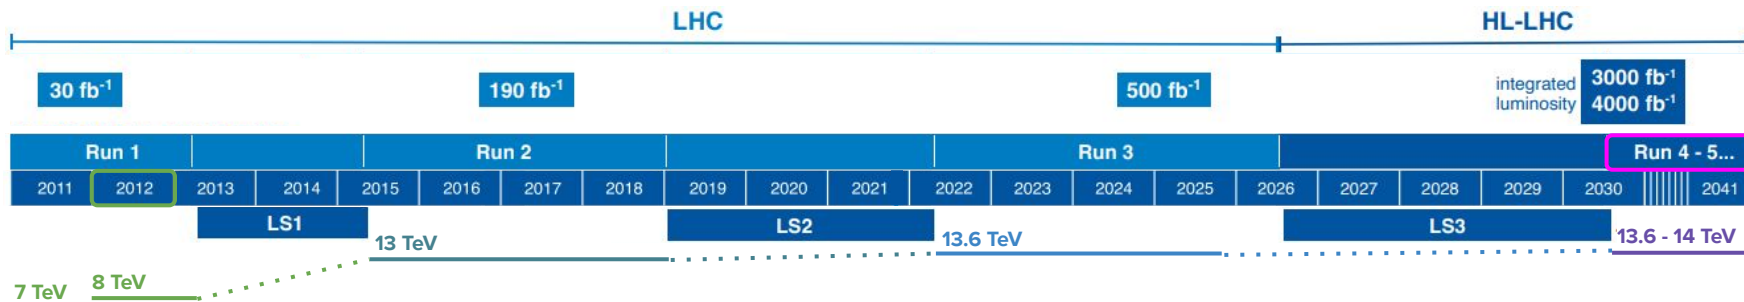 LHC HL-LHC
30 fb-1 190 fb-1 500 fb-1 integrated luminosity 3000 fb-1 4000 fb-1
Run 1 Run 2 Run 3 Run 4 - 5...
2011 2012 2013 2014 2015 2016 2017 2018 2019 2020 2021 2022 2023 2024 2025 2026 2027 2028 2029 2030 2041
LS1 LS2 LS3
13 TeV 13.6 TeV 13.6 - 14 TeV
7 TeV 8 TeV